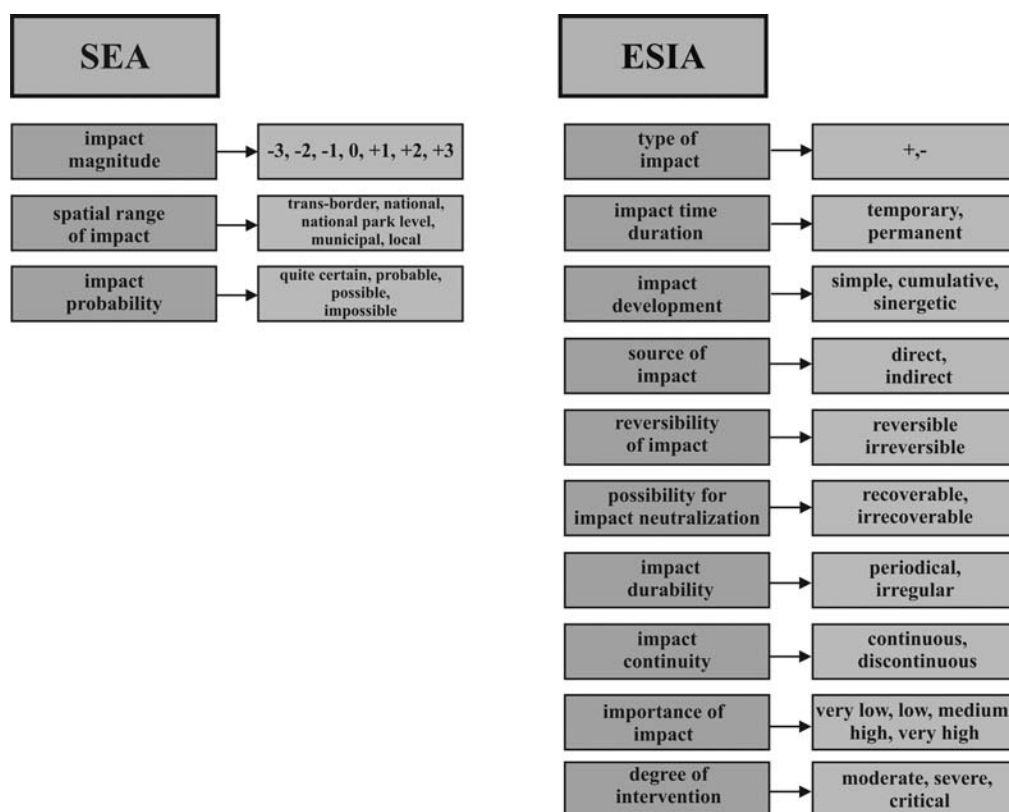 SEA
impact
magnitude
-3, -2, -1, 0, +1, +2, +3
spatial range
of impact
trans-border, national,
national park level,
municipal, local
impact
probability
quite certain, probable,
possible,
impossible
ESIA
type of
impact
+,-
impact time
duration
temporary,
permanent
impact
development
simple, cumulative,
sinergetic
source of
impact
direct,
indirect
reversibility
of impact
reversible
irreversible
possibility for
impact neutralization
recoverable,
irrecoverable
impact
durability
periodical,
irregular
impact
continuity
continuous,
discontinuous
importance of
impact
very low, low, medium
high, very high
degree of
intervention
moderate, severe,
critical